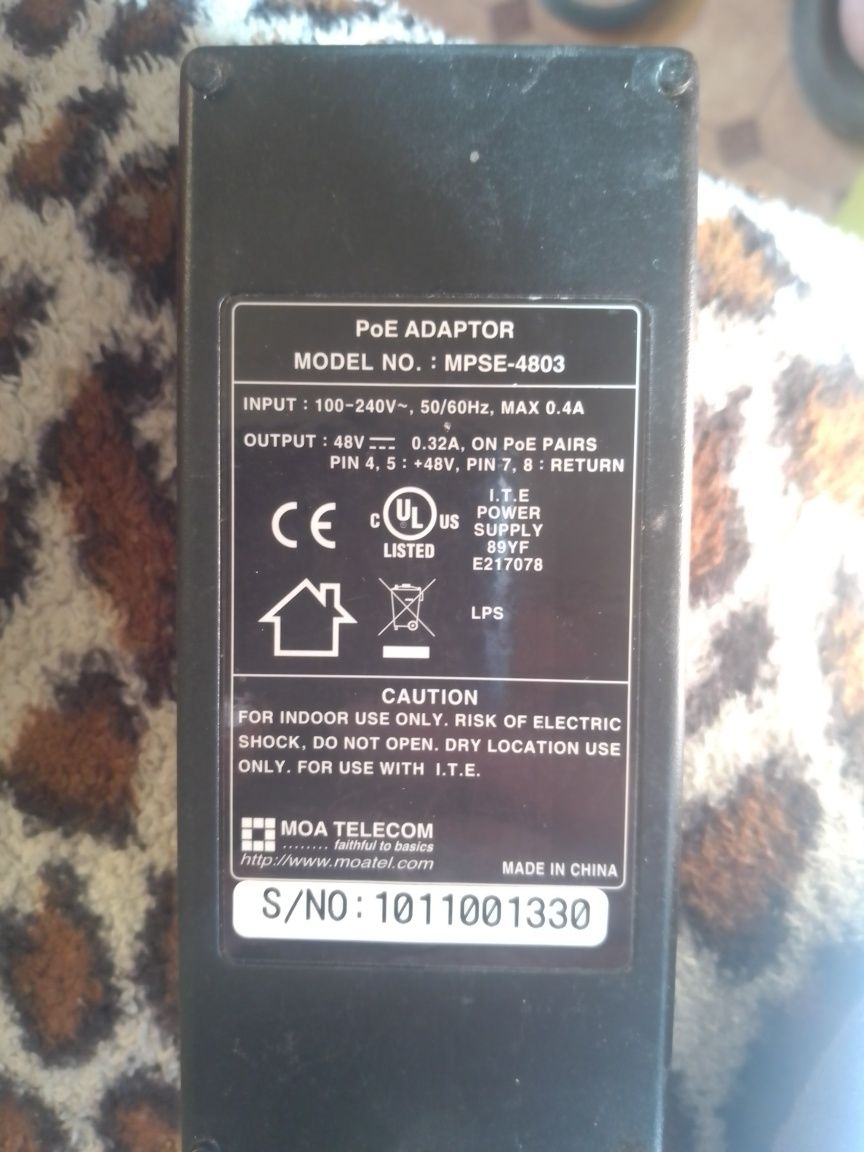 PoE ADAPTOR
MODEL NO. : MPSE-4803
INPUT : 100-240V~, 50/60Hz, MAX 0.4A
OUTPUT : 48V 0.32A, ON PoE PAIRS
PIN 4, 5 : +48V, PIN 7, 8 : RETURN
CE
C UL US
LISTED
I.T.E
POWER
SUPPLY
89YF
E217078
LPS
CAUTION
FOR INDOOR USE ONLY. RISK OF ELECTRIC
SHOCK, DO NOT OPEN. DRY LOCATION USE
ONLY. FOR USE WITH I.T.E.
MOA TELECOM
........ faithful to basics
http://www.moatel.com
MADE IN CHINA
S/NO: 1011001330